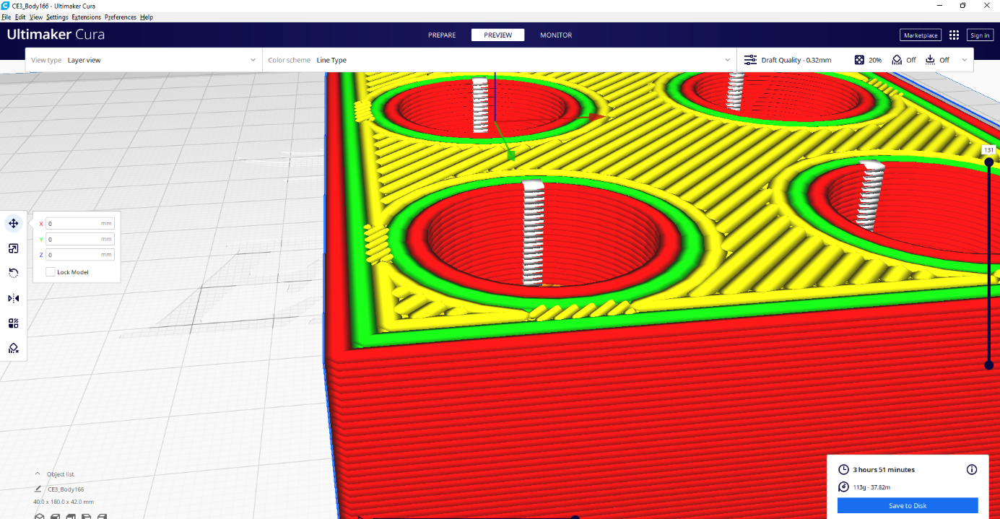 CE3_Body166 - Ultimaker Cura
File Edit View Settings Extensions Preferences Help
Ultimaker Cura
PREPARE PREVIEW MONITOR
Marketplace Sign in
View type Layer view Color scheme Line Type Draft Quality - 0.32mm 20% Off Off
131
X 0 mm
Y 0 mm
Z 0 mm
Lock Model
3 hours 51 minutes
Object list
CE3_Body166
113g · 37.82m
40.0 x 180.0 x 42.0 mm
Save to Disk